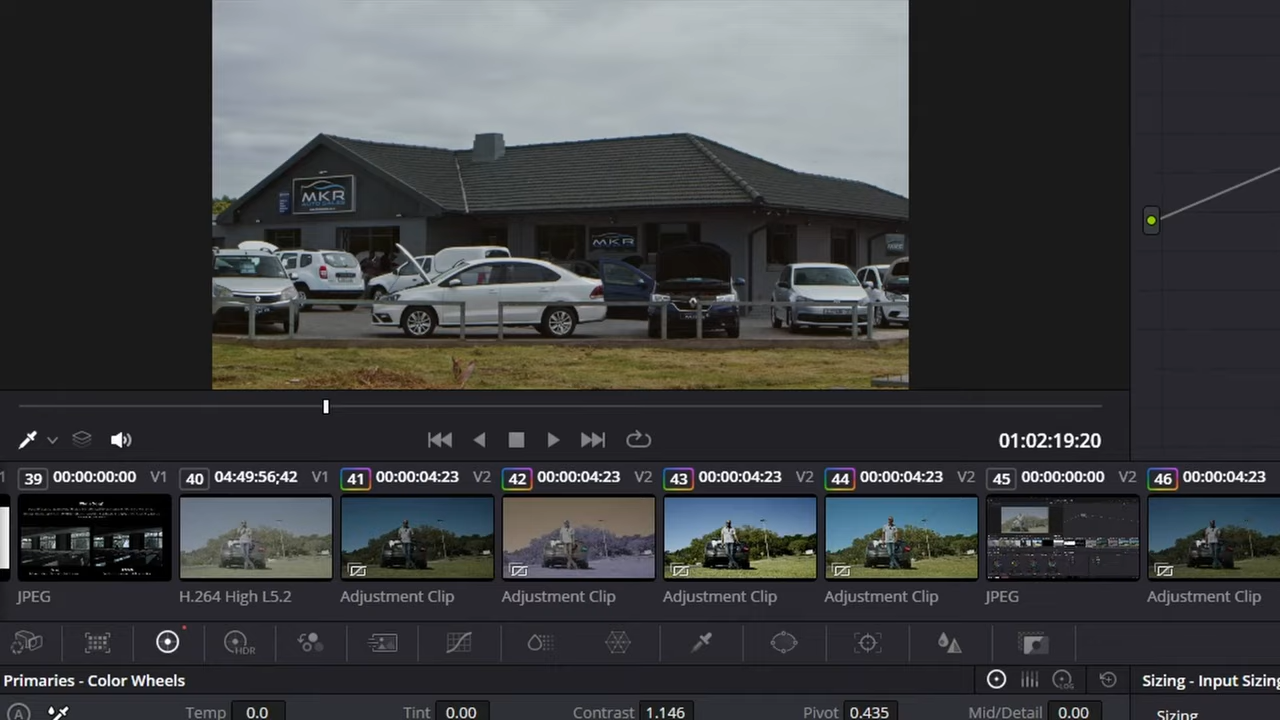 MKR
AUTO SALES
MKR
01:02:19:20
39 00:00:00:00 V1
40 04:49:56;42 V1
41 00:00:04:23 V2
42 00:00:04:23 V2
43 00:00:04:23 V2
44 00:00:04:23 V2
45 00:00:00:00 V2
46 00:00:04:23
JPEG
H.264 High L5.2
Adjustment Clip
Adjustment Clip
Adjustment Clip
Adjustment Clip
JPEG
Adjustment Clip
HDR
LOG
Primaries - Color Wheels
Sizing - Input Sizing
A
Temp 0.0
Tint 0.00
Contrast 1.146
Pivot 0.435
Mid/Detail 0.00
Sizing